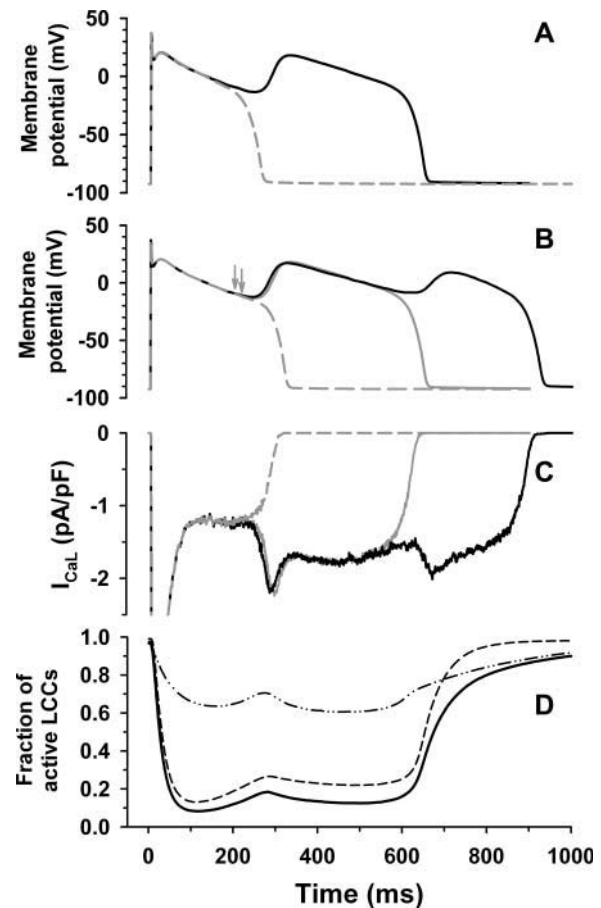 A
Membrane
potential (mV)
50
0
-50
-100
B
Membrane
potential (mV)
50
0
-50
-100
C
I_CaL (pA/pF)
0
-1
-2
D
Fraction of
active LCCs
1.0
0.8
0.6
0.4
0.2
0.0
0 200 400 600 800 1000
Time (ms)